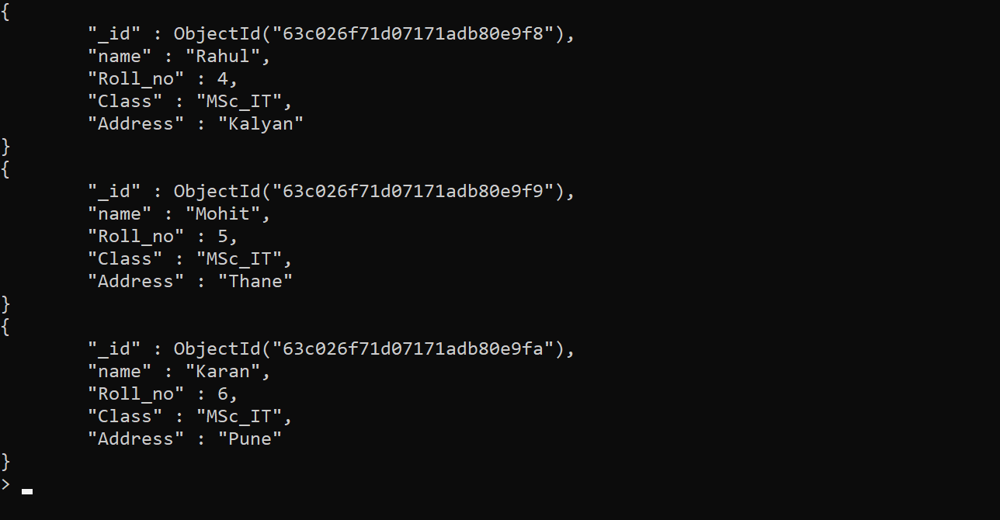 {
"_id" : ObjectId("63c026f71d07171adb80e9f8"),
"name" : "Rahul",
"Roll_no" : 4,
"Class" : "MSc_IT",
"Address" : "Kalyan"
}
{
"_id" : ObjectId("63c026f71d07171adb80e9f9"),
"name" : "Mohit",
"Roll_no" : 5,
"Class" : "MSc_IT",
"Address" : "Thane"
}
{
"_id" : ObjectId("63c026f71d07171adb80e9fa"),
"name" : "Karan",
"Roll_no" : 6,
"Class" : "MSc_IT",
"Address" : "Pune"
}
>